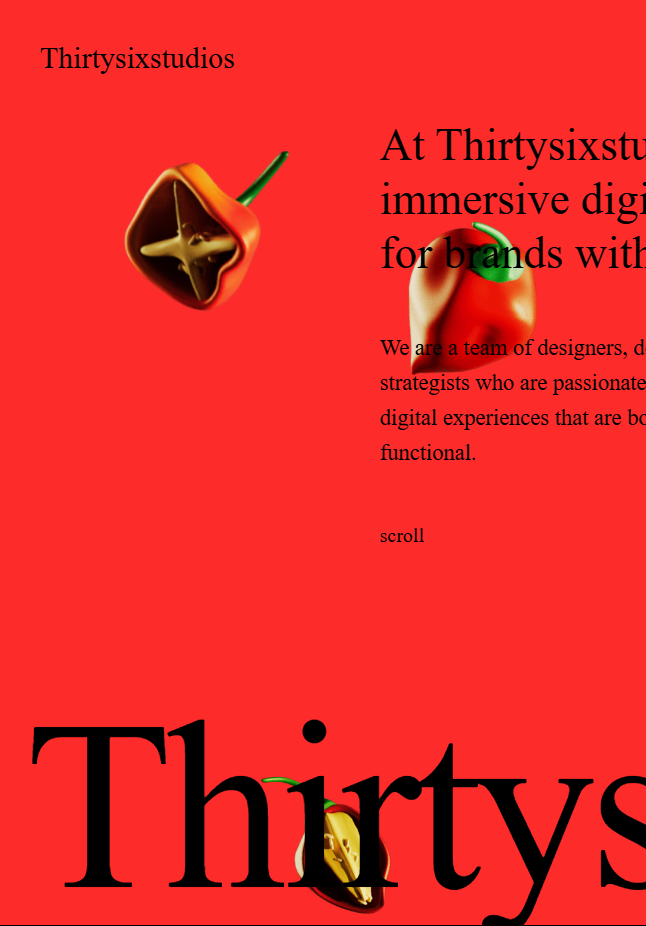 Thirtysixstudios
At Thirtysixstu
immersive digi
for brands with
We are a team of designers, d
strategists who are passionate
digital experiences that are bo
functional.
scroll
Thirtys